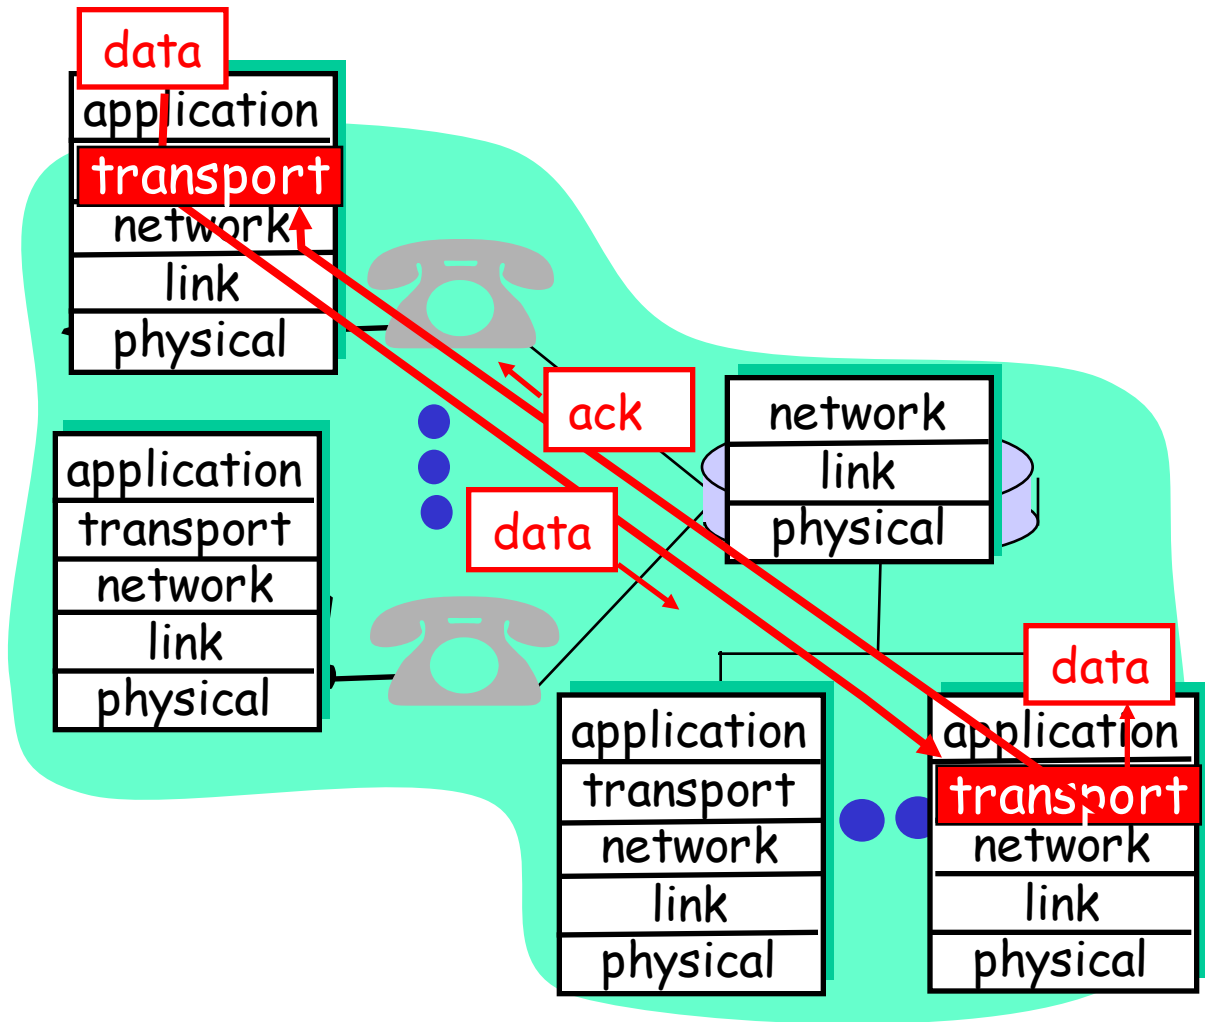 data
application
transport
network
link
physical
ack
network
link
physical
application
transport
network
link
physical
data
data
application
transport
network
link
physical
application
transport
network
link
physical